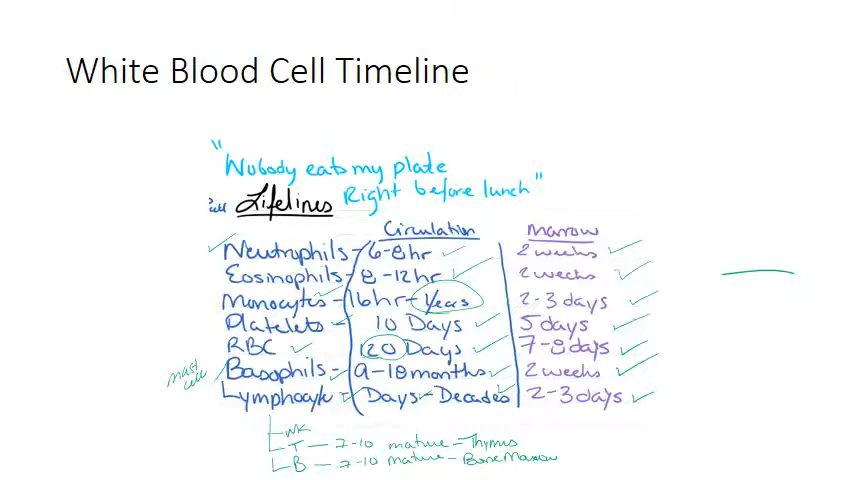 White Blood Cell Timeline
"Nobody eats my plate
Right before lunch"
Cell Lifelines
Circulation Marrow
Neutrophils - 6-8hr 2 weeks
Eosinophils - 8-12hr 2 weeks
Monocytes - 16hr - Years 2-3 days
Platelets - 10 Days 5 days
RBC 120 Days 7-8 days
mast cell Basophils - 9-18 months 2 weeks
Lymphocyte = Days - Decades 2-3 days
NK
T - 7-10 mature - Thymus
B - 7-10 mature - Bone Marrow